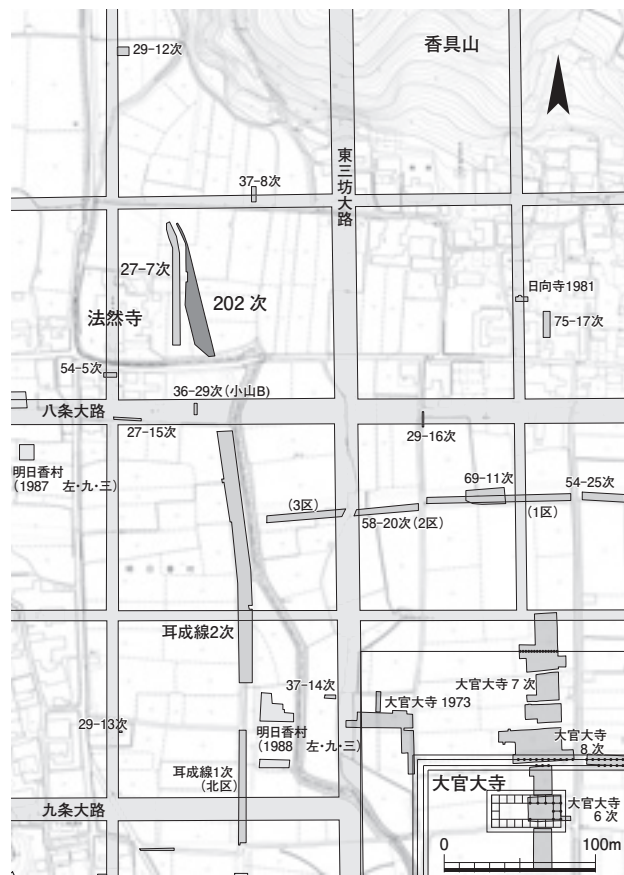 香具山
29-12次
東三坊大路
37-8次
27-7次
202 次
日向寺1981
75-17次
法然寺
54-5次
36-29次(小山B)
八条大路
27-15次
29-16次
明日香村
(1987 左・九・三)
69-11次
54-25次
(3区)
58-20次(2区)
(1区)
耳成線2次
37-14次
大官大寺 7 次
大官大寺 1973
29-13次
明日香村
(1988 左・九・三)
大官大寺
8 次
耳成線1次
(北区)
大官大寺
九条大路
大官大寺
6 次
0
100m